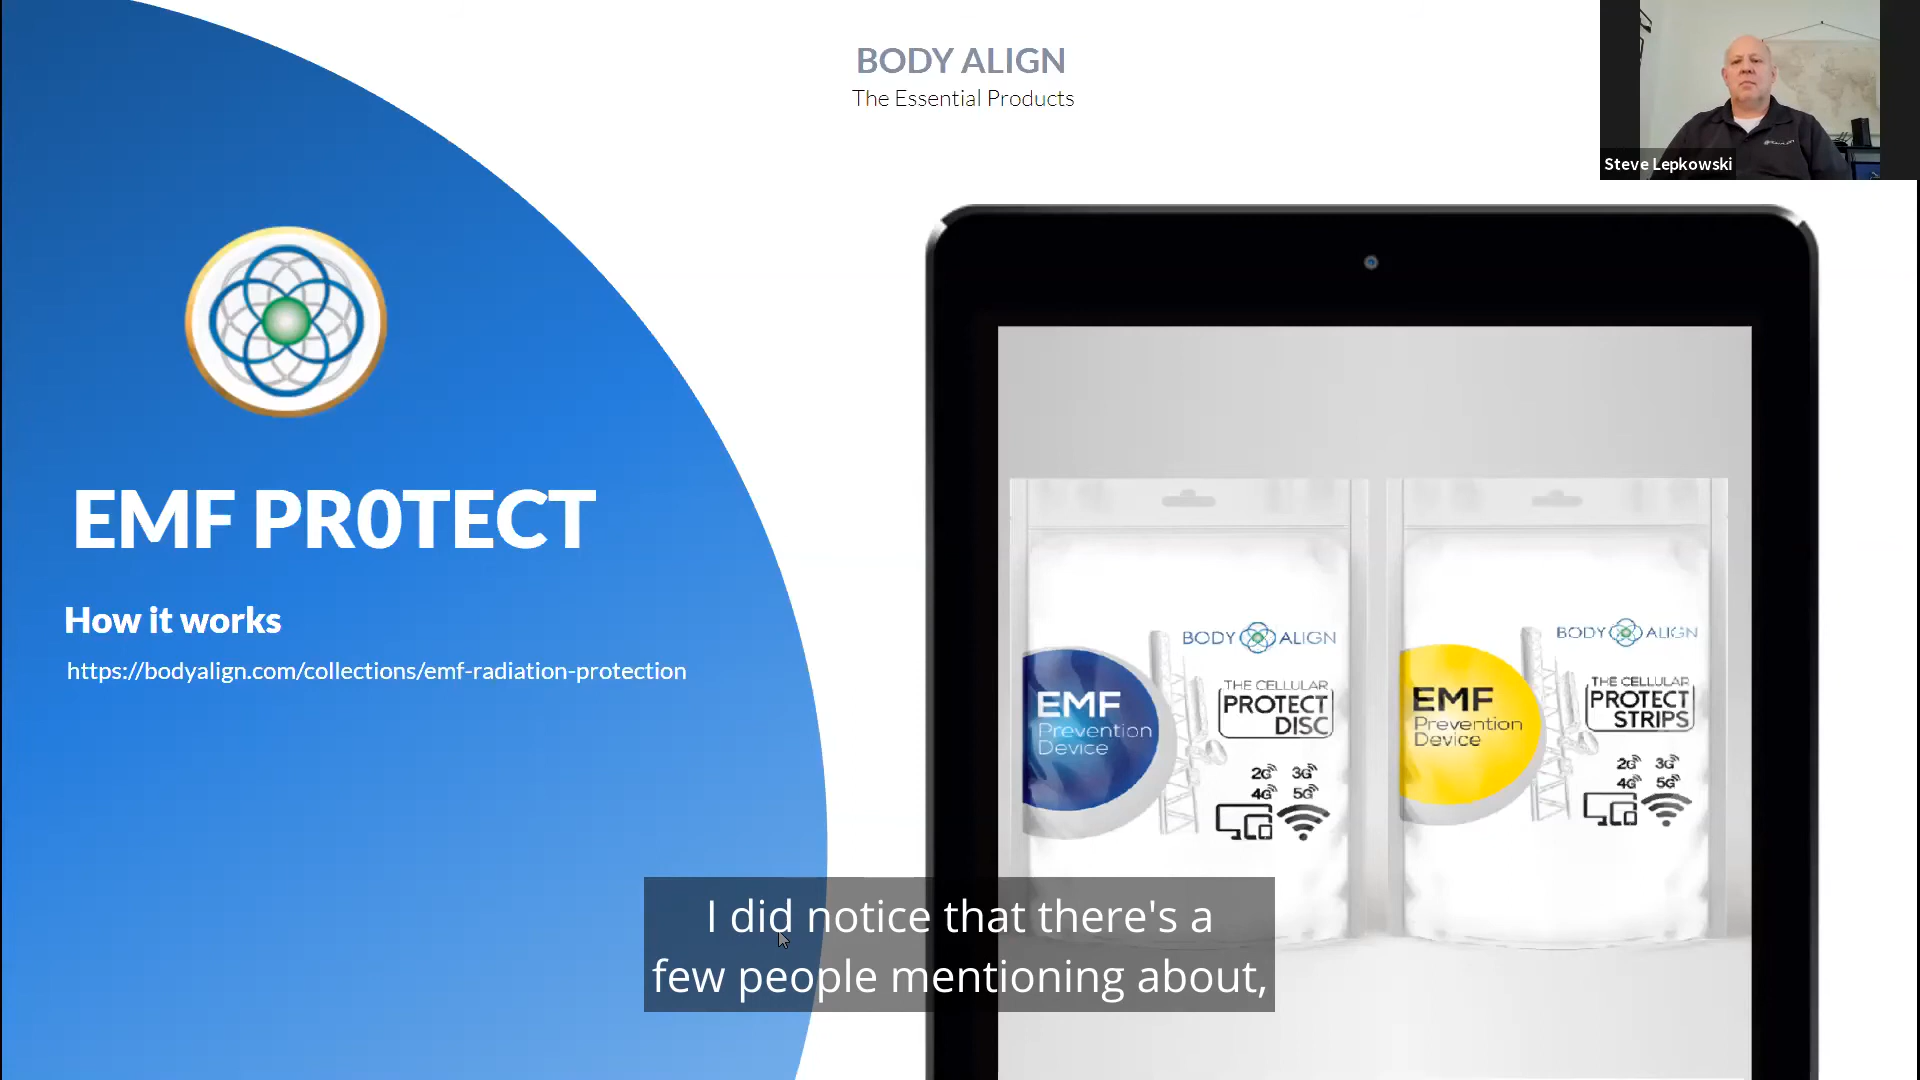 BODY ALIGN
The Essential Products
Steve Lepkowski
EMF PR0TECT
How it works
https://bodyalign.com/collections/emf-radiation-protection
BODY ALIGN
THE CELLULAR
PROTECT
DISC
EMF
Prevention
Device
2G 3G
4G 5G
BODY ALIGN
THE CELLULAR
PROTECT
STRIPS
EMF
Prevention
Device
2G 3G
4G 5G
I did notice that there's a
few people mentioning about,